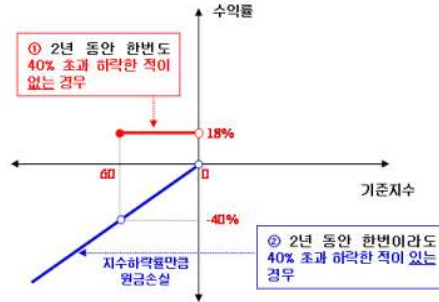 수익률
① 2년 동안 한번도
40% 초과 하락한 적이
없는 경우
18%
60
0
기준지수
-40%
지수하락률만큼
원금손실
② 2년 동안 한번이라도
40% 초과 하락한 적이 있는
경우